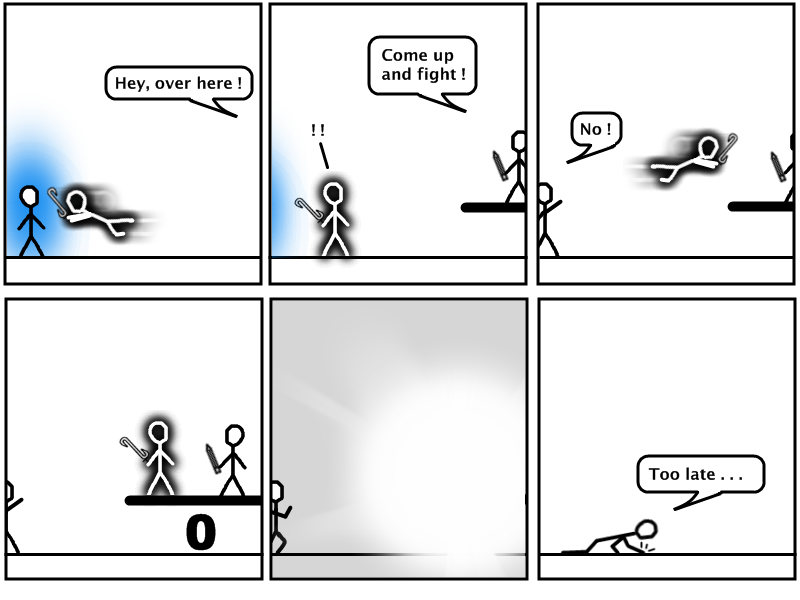 Hey, over here !
Come up
and fight !
! !
No !
0
Too late . . .